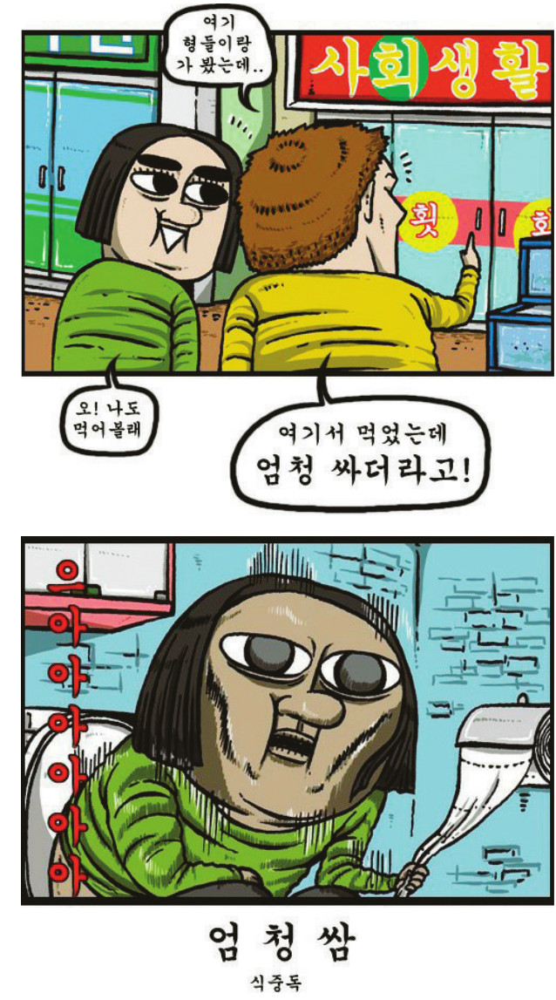 여기
형들이랑
가 봤는데..
사회생활
횟
오! 나도
먹어볼래
여기서 먹었는데
엄청 싸더라고!
으
아
아
아
아
아
아
엄청쌈
식중독